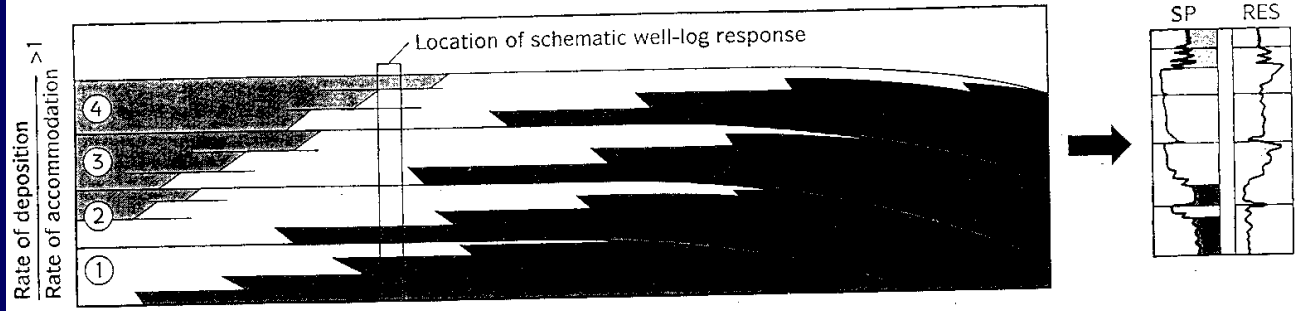 Rate of deposition
Rate of accommodation
>1
Location of schematic well-log response
4
3
2
1
SP RES